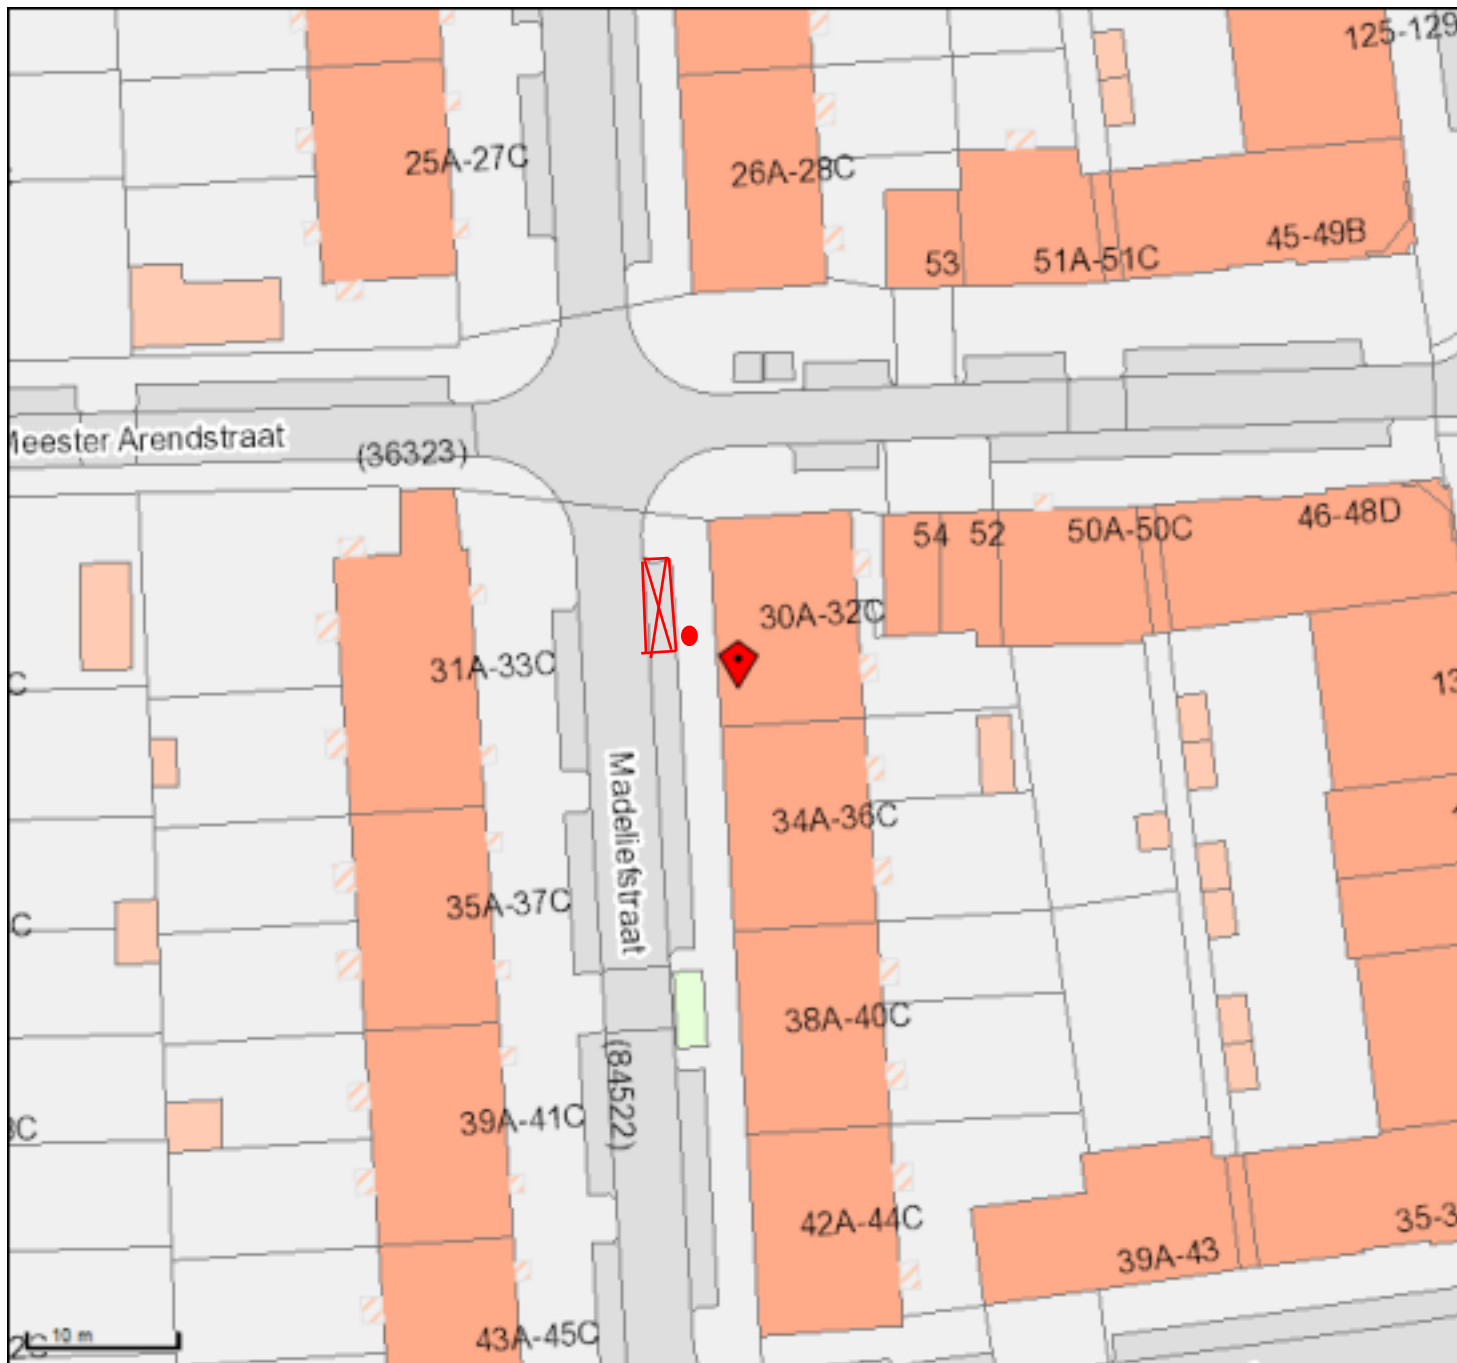 125-129
25A-27C
26A-28C
45-49B
53
51A-51C
Meester Arendstraat
(36323)
46-48D
54
52
50A-50C
30A-32C
31A-33C
34A-36C
Madeliefstraat
35A-37C
38A-40C
(84522)
39A-41C
42A-44C
35-3
39A-43
10 m
43A-45C